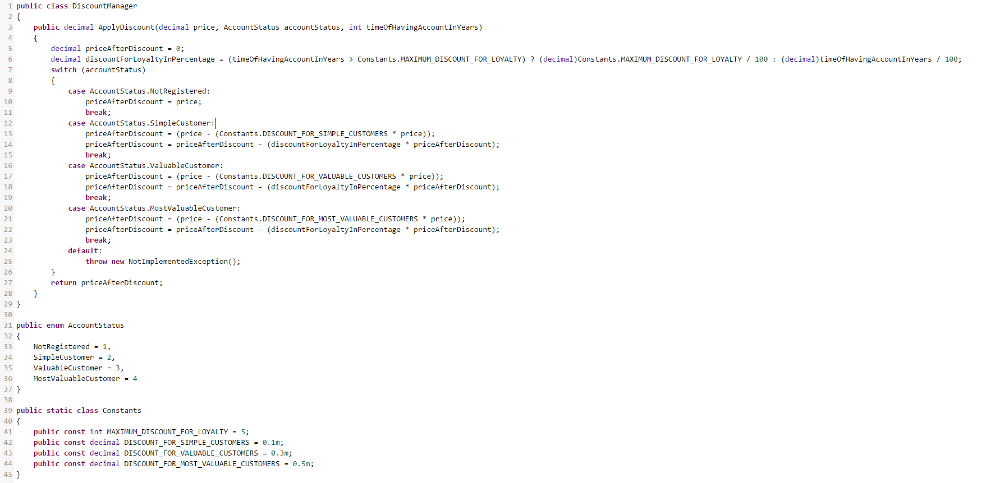 1 public class DiscountManager
2 {
3     public decimal ApplyDiscount(decimal price, AccountStatus accountStatus, int timeOfHavingAccountInYears)
4     {
5         decimal priceAfterDiscount = 0;
6         decimal discountForLoyaltyInPercentage = (timeOfHavingAccountInYears > Constants.MAXIMUM_DISCOUNT_FOR_LOYALTY) ? (decimal)Constants.MAXIMUM_DISCOUNT_FOR_LOYALTY / 100 : (decimal)timeOfHavingAccountInYears / 100;
7         switch (accountStatus)
8         {
9             case AccountStatus.NotRegistered:
10                 priceAfterDiscount = price;
11                 break;
12             case AccountStatus.SimpleCustomer:
13                 priceAfterDiscount = (price - (Constants.DISCOUNT_FOR_SIMPLE_CUSTOMERS * price));
14                 priceAfterDiscount = priceAfterDiscount - (discountForLoyaltyInPercentage * priceAfterDiscount);
15                 break;
16             case AccountStatus.ValuableCustomer:
17                 priceAfterDiscount = (price - (Constants.DISCOUNT_FOR_VALUABLE_CUSTOMERS * price));
18                 priceAfterDiscount = priceAfterDiscount - (discountForLoyaltyInPercentage * priceAfterDiscount);
19                 break;
20             case AccountStatus.MostValuableCustomer:
21                 priceAfterDiscount = (price - (Constants.DISCOUNT_FOR_MOST_VALUABLE_CUSTOMERS * price));
22                 priceAfterDiscount = priceAfterDiscount - (discountForLoyaltyInPercentage * priceAfterDiscount);
23                 break;
24             default:
25                 throw new NotImplementedException();
26         }
27         return priceAfterDiscount;
28     }
29 }
30
31 public enum AccountStatus
32 {
33     NotRegistered = 1,
34     SimpleCustomer = 2,
35     ValuableCustomer = 3,
36     MostValuableCustomer = 4
37 }
38
39 public static class Constants
40 {
41     public const int MAXIMUM_DISCOUNT_FOR_LOYALTY = 5;
42     public const decimal DISCOUNT_FOR_SIMPLE_CUSTOMERS = 0.1m;
43     public const decimal DISCOUNT_FOR_VALUABLE_CUSTOMERS = 0.3m;
44     public const decimal DISCOUNT_FOR_MOST_VALUABLE_CUSTOMERS = 0.5m;
45 }